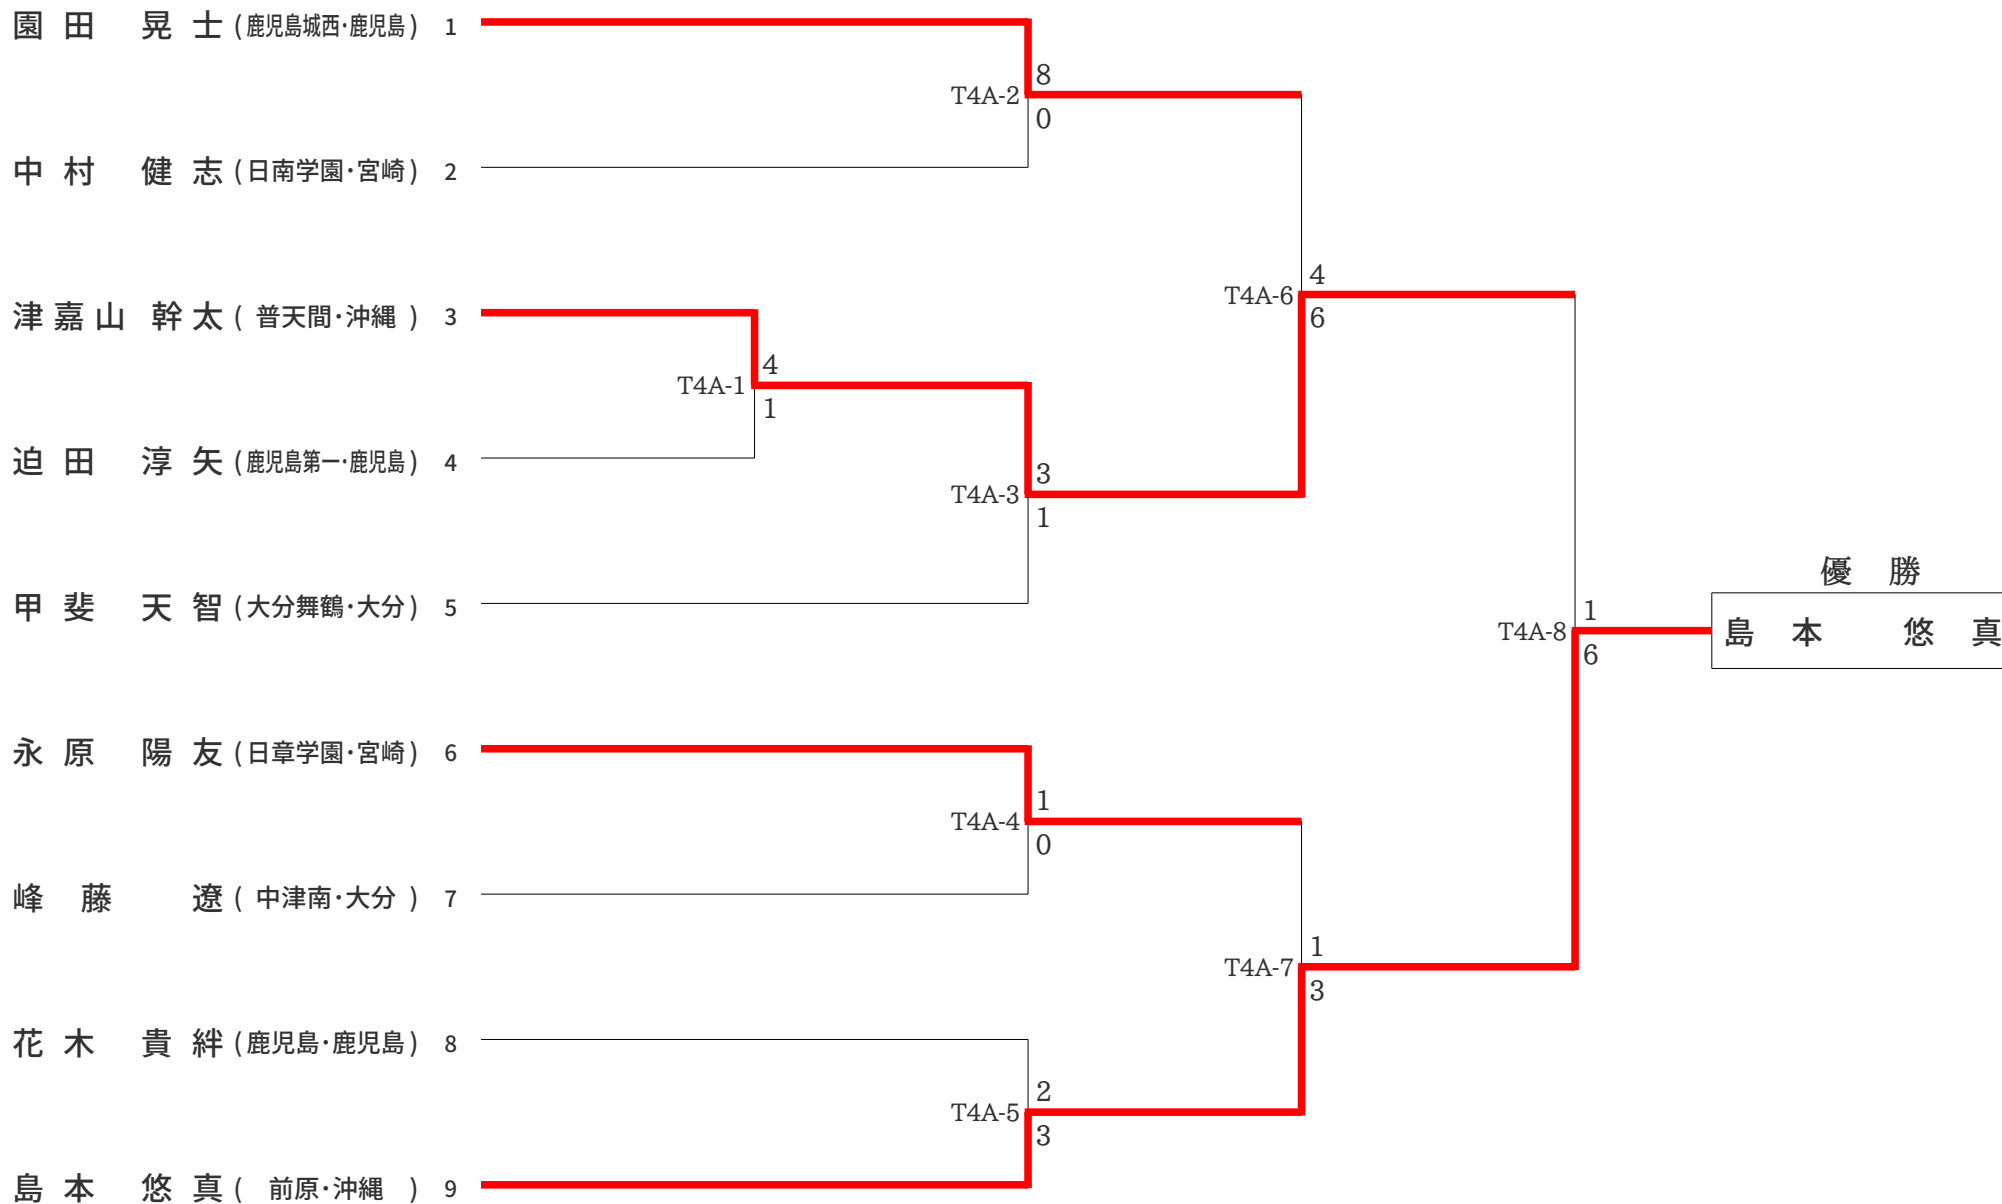 園田 晃士 (鹿児島城西・鹿児島) 1
8
T4A-2
0
中村 健志 (日南学園・宮崎) 2
4
T4A-6
6
津嘉山 幹太 ( 普天間・沖縄 ) 3
4
T4A-1
1
迫田 淳矢 (鹿児島第一・鹿児島) 4
3
T4A-3
1
優 勝
甲斐 天智 (大分舞鶴・大分) 5
1
T4A-8
6
島本 悠真
永原 陽友 (日章学園・宮崎) 6
1
T4A-4
0
峰藤 遼 ( 中津南・大分 ) 7
1
T4A-7
3
花木 貴絆 (鹿児島・鹿児島) 8
2
T4A-5
3
島本 悠真 ( 前原・沖縄 ) 9